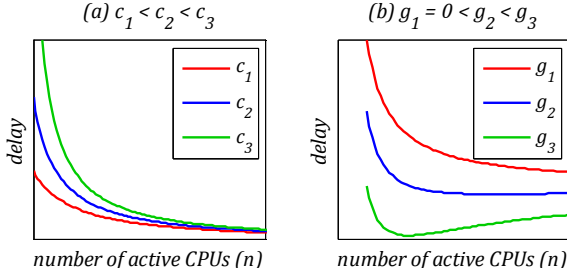 (a) c₁ < c₂ < c₃
c₁
c₂
c₃
delay
number of active CPUs (n)
(b) g₁ = 0 < g₂ < g₃
g₁
g₂
g₃
delay
number of active CPUs (n)